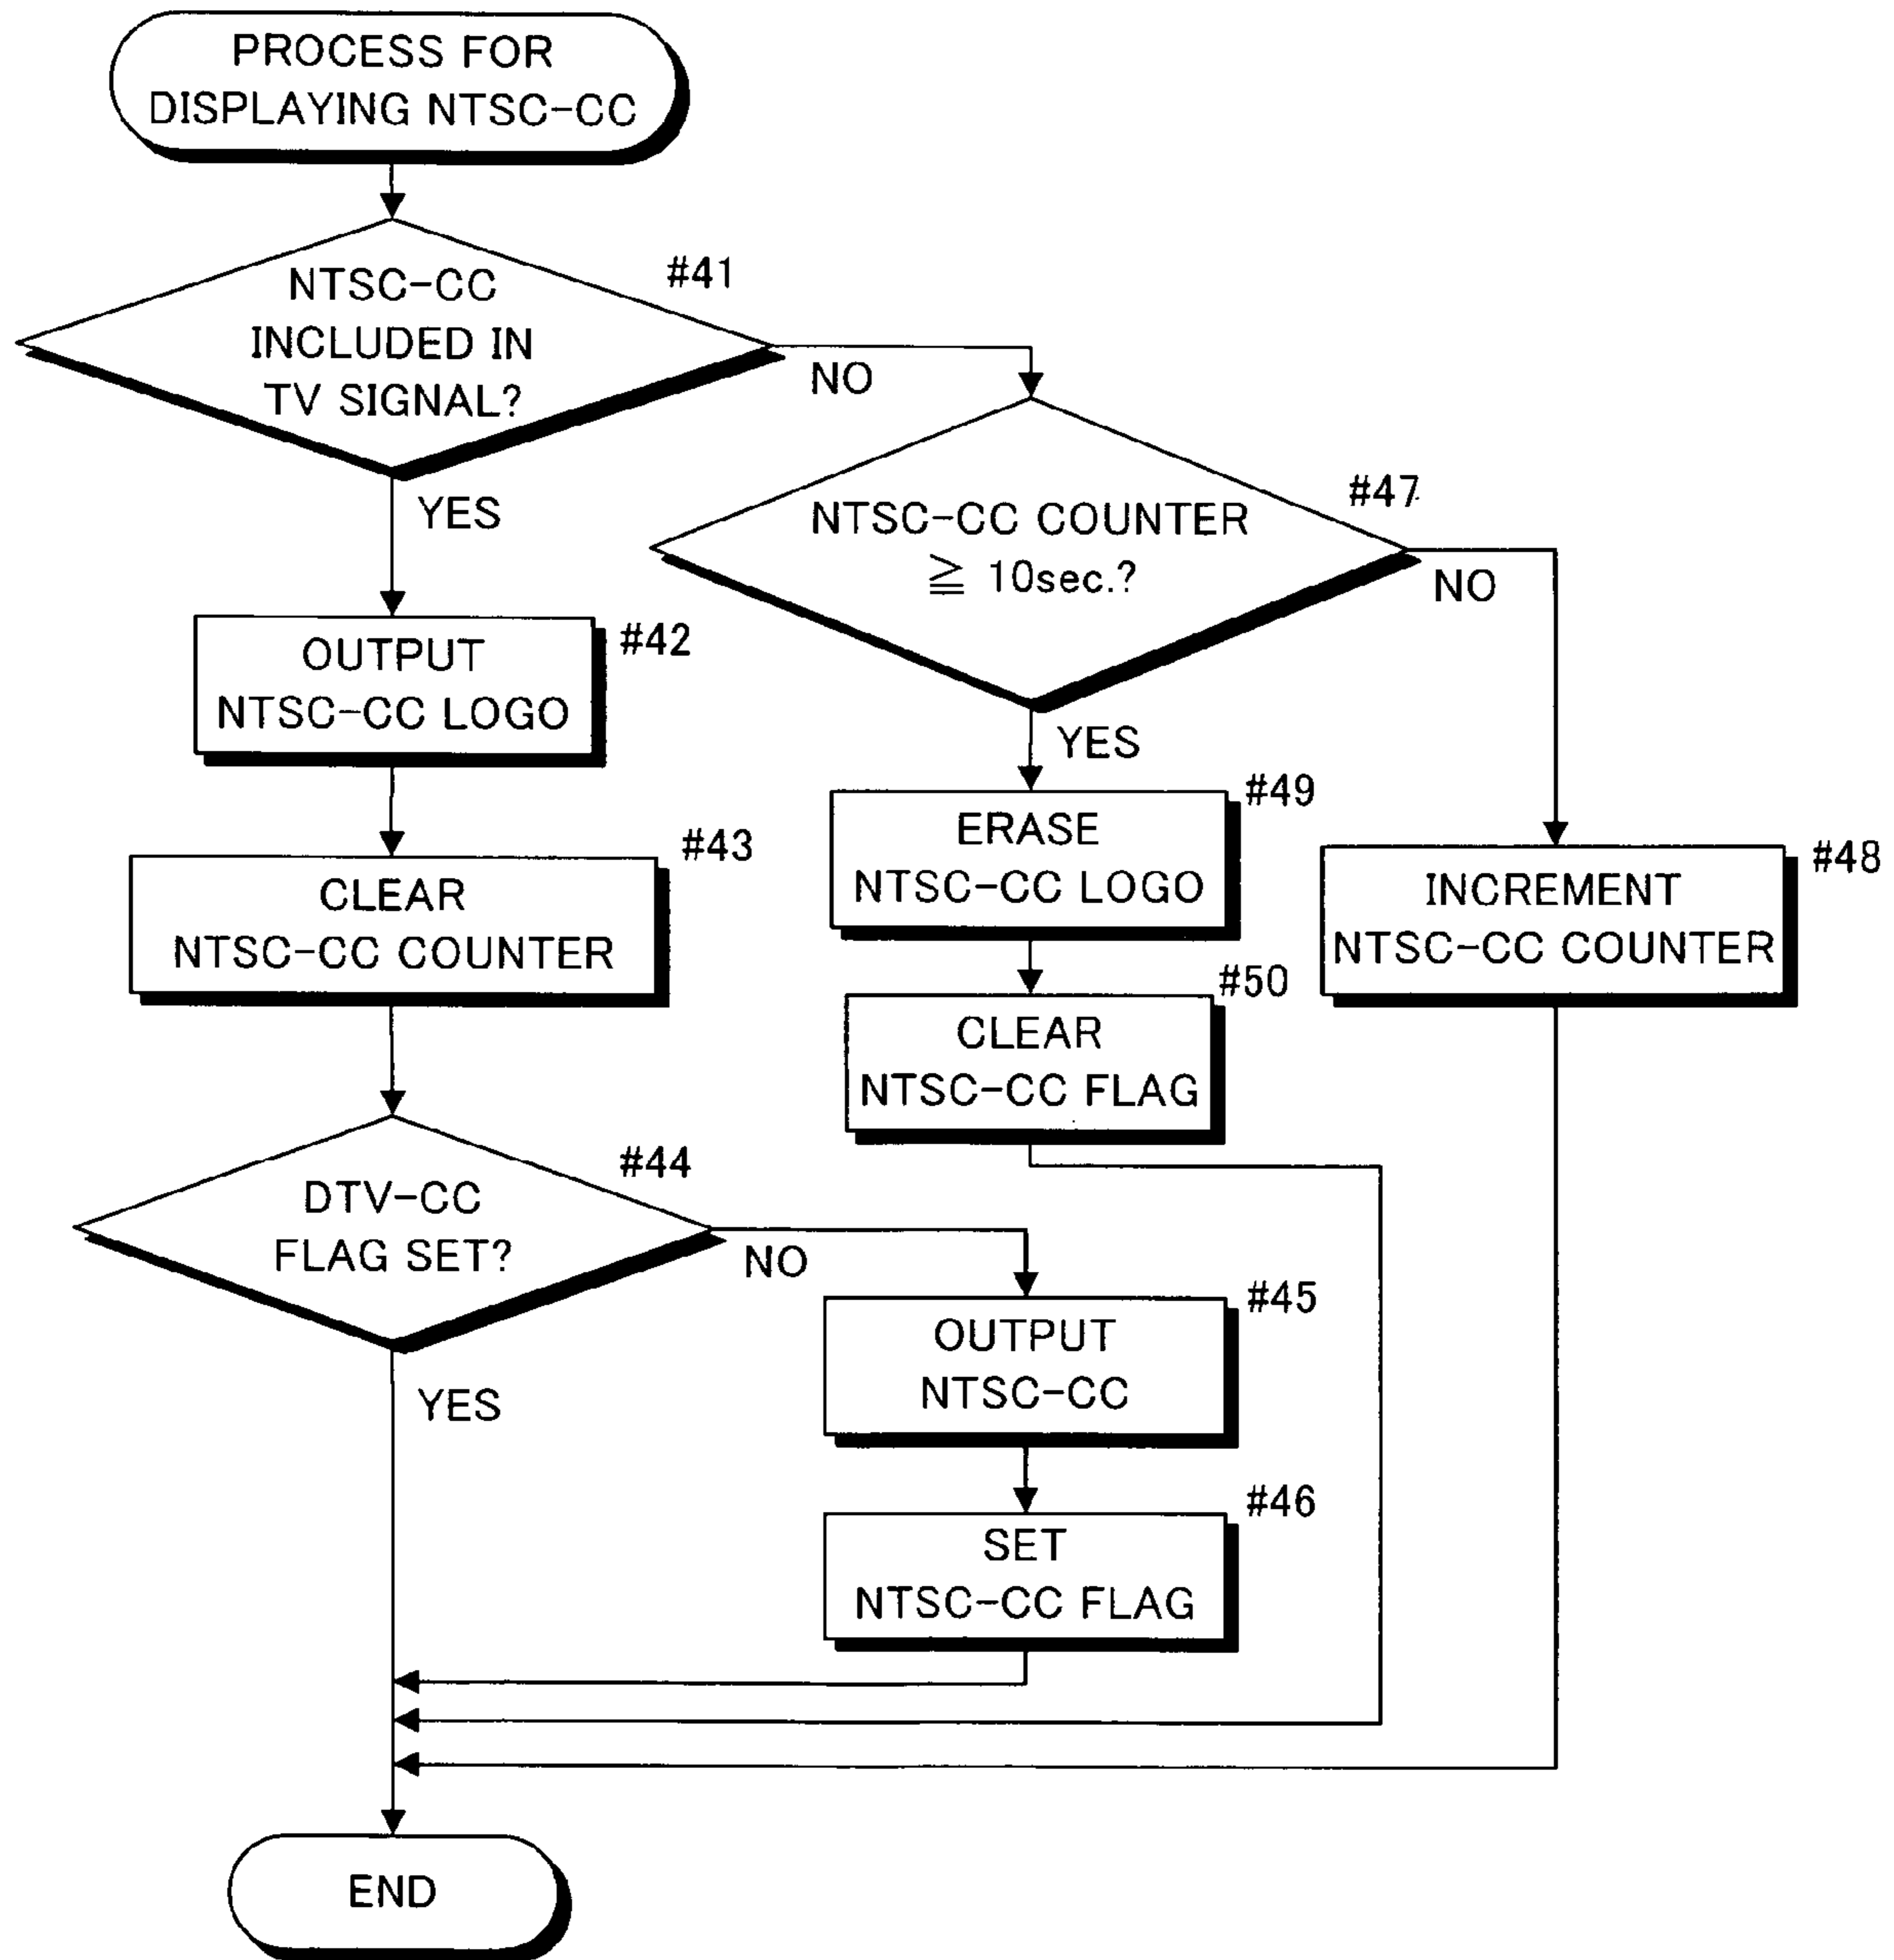 PROCESS FOR
DISPLAYING NTSC-CC
NTSC-CC
INCLUDED IN
TV SIGNAL?
#41
NO
YES
NTSC-CC COUNTER
≧ 10sec.?
#47
NO
YES
OUTPUT
NTSC-CC LOGO
#42
ERASE
NTSC-CC LOGO
#49
CLEAR
NTSC-CC COUNTER
#43
INCREMENT
NTSC-CC COUNTER
#48
CLEAR
NTSC-CC FLAG
#50
DTV-CC
FLAG SET?
#44
NO
YES
OUTPUT
NTSC-CC
#45
SET
NTSC-CC FLAG
#46
END